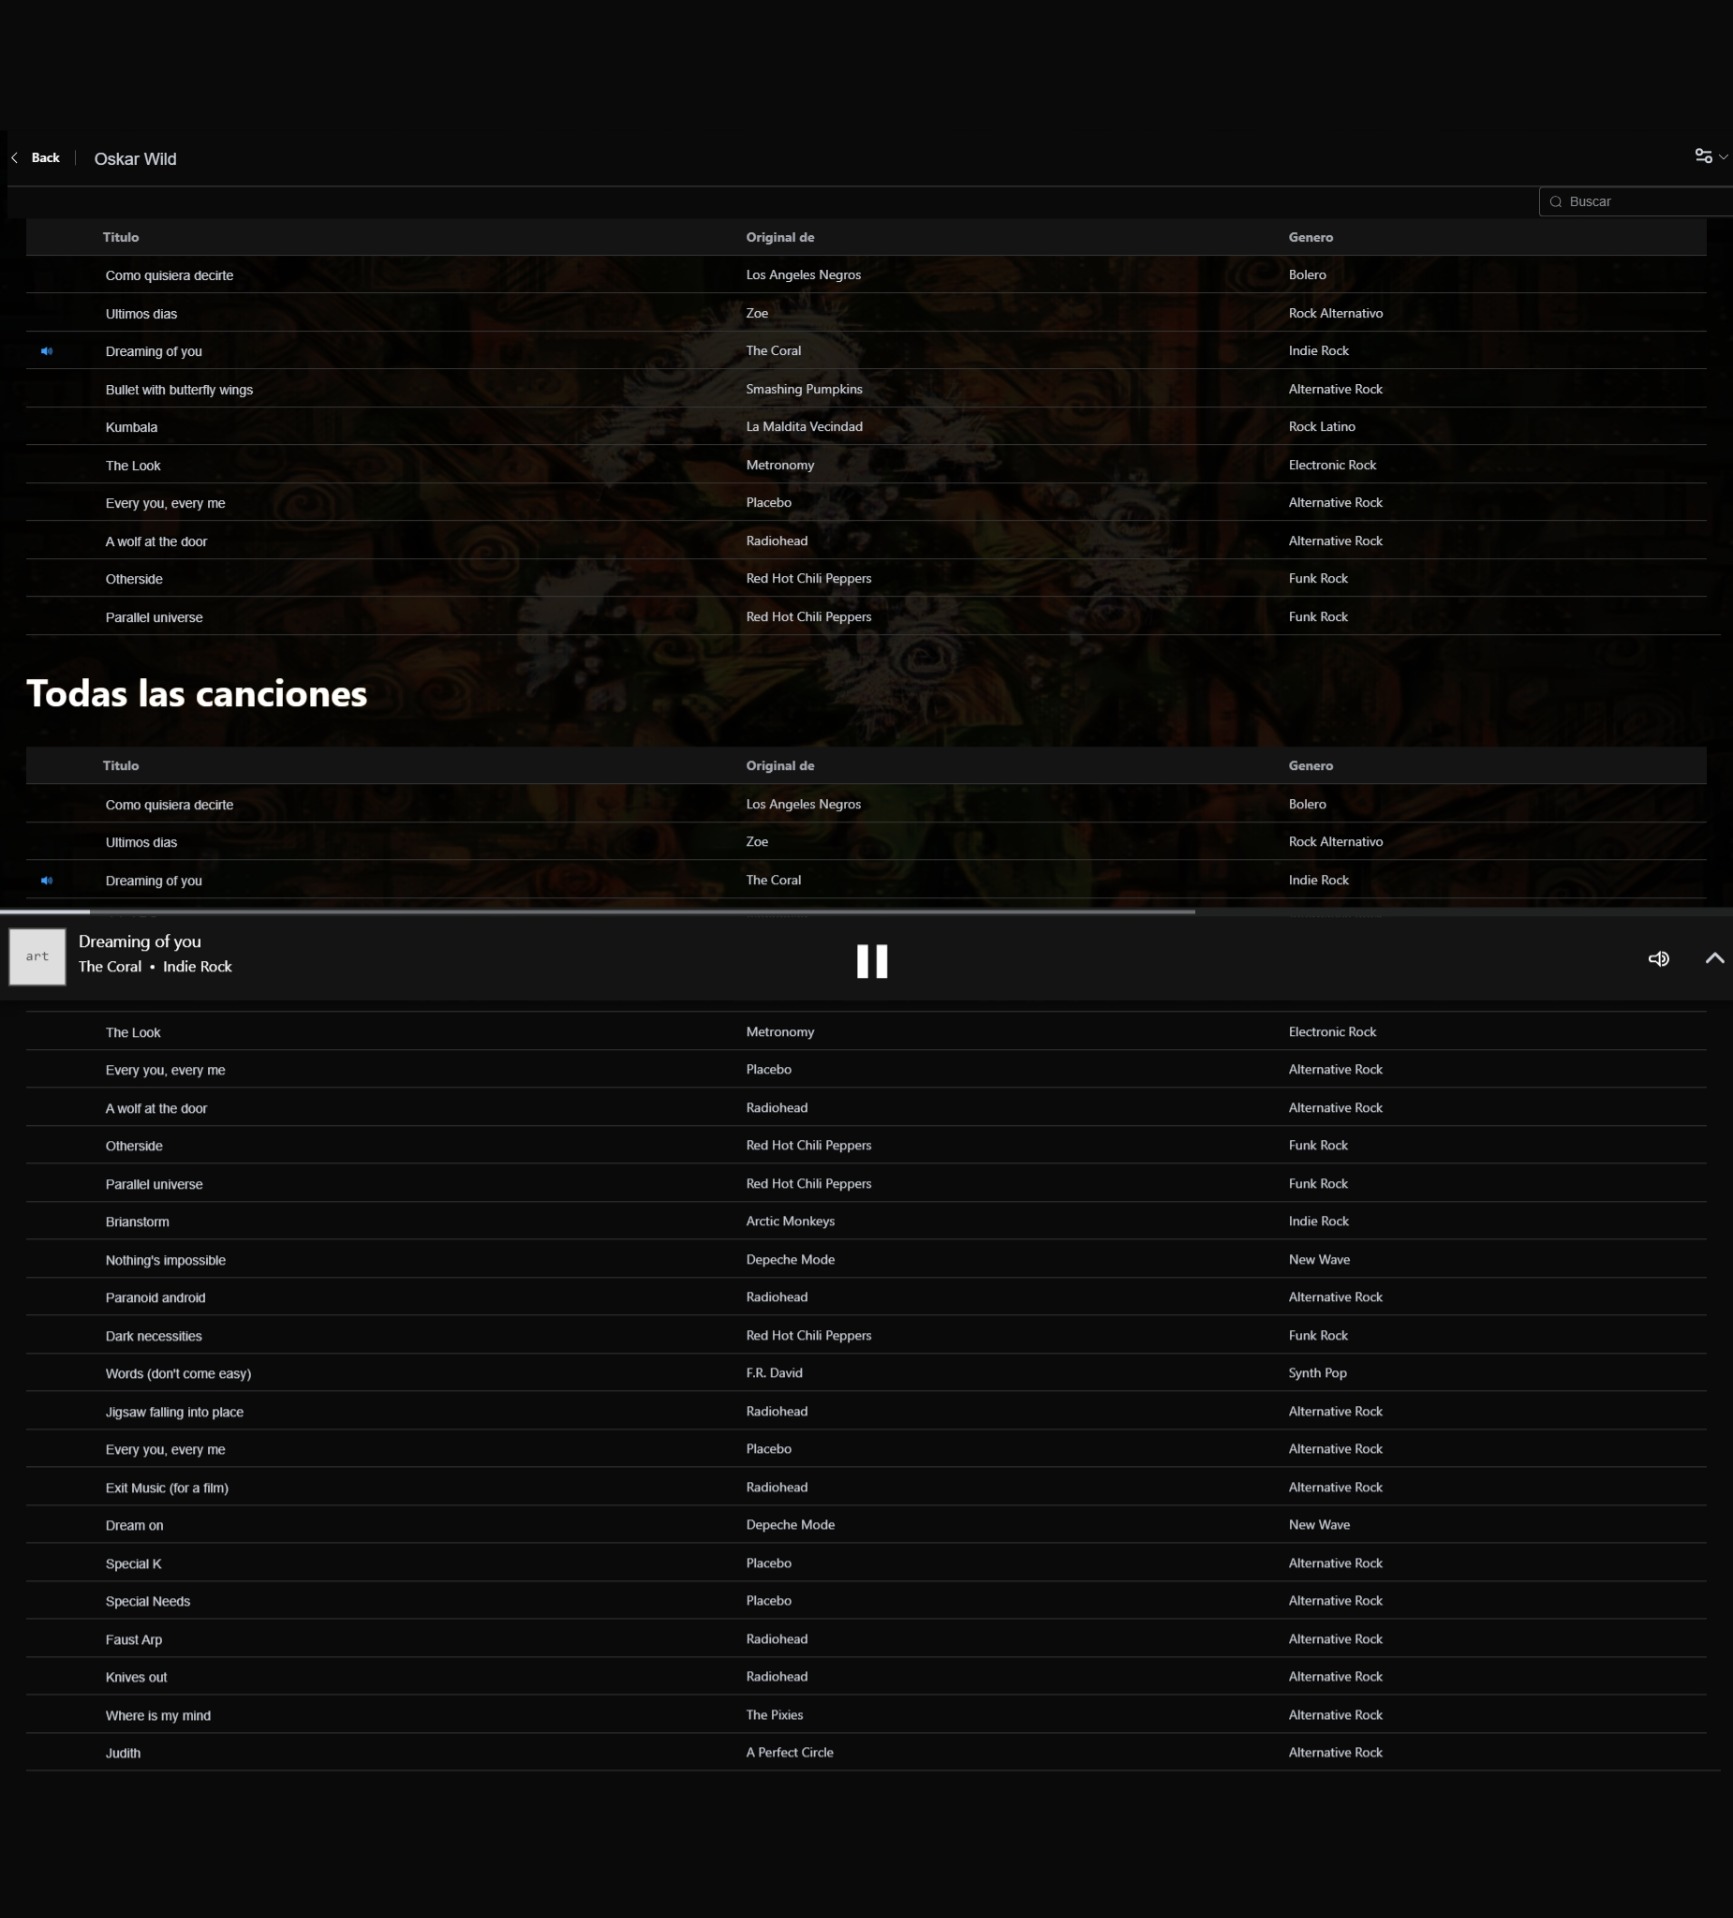 Back Oskar Wild
Buscar
Titulo Original de Genero
Como quisiera decirte Los Angeles Negros Bolero
Ultimos dias Zoe Rock Alternativo
Dreaming of you The Coral Indie Rock
Bullet with butterfly wings Smashing Pumpkins Alternative Rock
Kumbala La Maldita Vecindad Rock Latino
The Look Metronomy Electronic Rock
Every you, every me Placebo Alternative Rock
A wolf at the door Radiohead Alternative Rock
Otherside Red Hot Chili Peppers Funk Rock
Parallel universe Red Hot Chili Peppers Funk Rock
Todas las canciones
Titulo Original de Genero
Como quisiera decirte Los Angeles Negros Bolero
Ultimos dias Zoe Rock Alternativo
Dreaming of you The Coral Indie Rock
art
Dreaming of you
The Coral • Indie Rock
The Look Metronomy Electronic Rock
Every you, every me Placebo Alternative Rock
A wolf at the door Radiohead Alternative Rock
Otherside Red Hot Chili Peppers Funk Rock
Parallel universe Red Hot Chili Peppers Funk Rock
Brianstorm Arctic Monkeys Indie Rock
Nothing's impossible Depeche Mode New Wave
Paranoid android Radiohead Alternative Rock
Dark necessities Red Hot Chili Peppers Funk Rock
Words (don't come easy) F.R. David Synth Pop
Jigsaw falling into place Radiohead Alternative Rock
Every you, every me Placebo Alternative Rock
Exit Music (for a film) Radiohead Alternative Rock
Dream on Depeche Mode New Wave
Special K Placebo Alternative Rock
Special Needs Placebo Alternative Rock
Faust Arp Radiohead Alternative Rock
Knives out Radiohead Alternative Rock
Where is my mind The Pixies Alternative Rock
Judith A Perfect Circle Alternative Rock